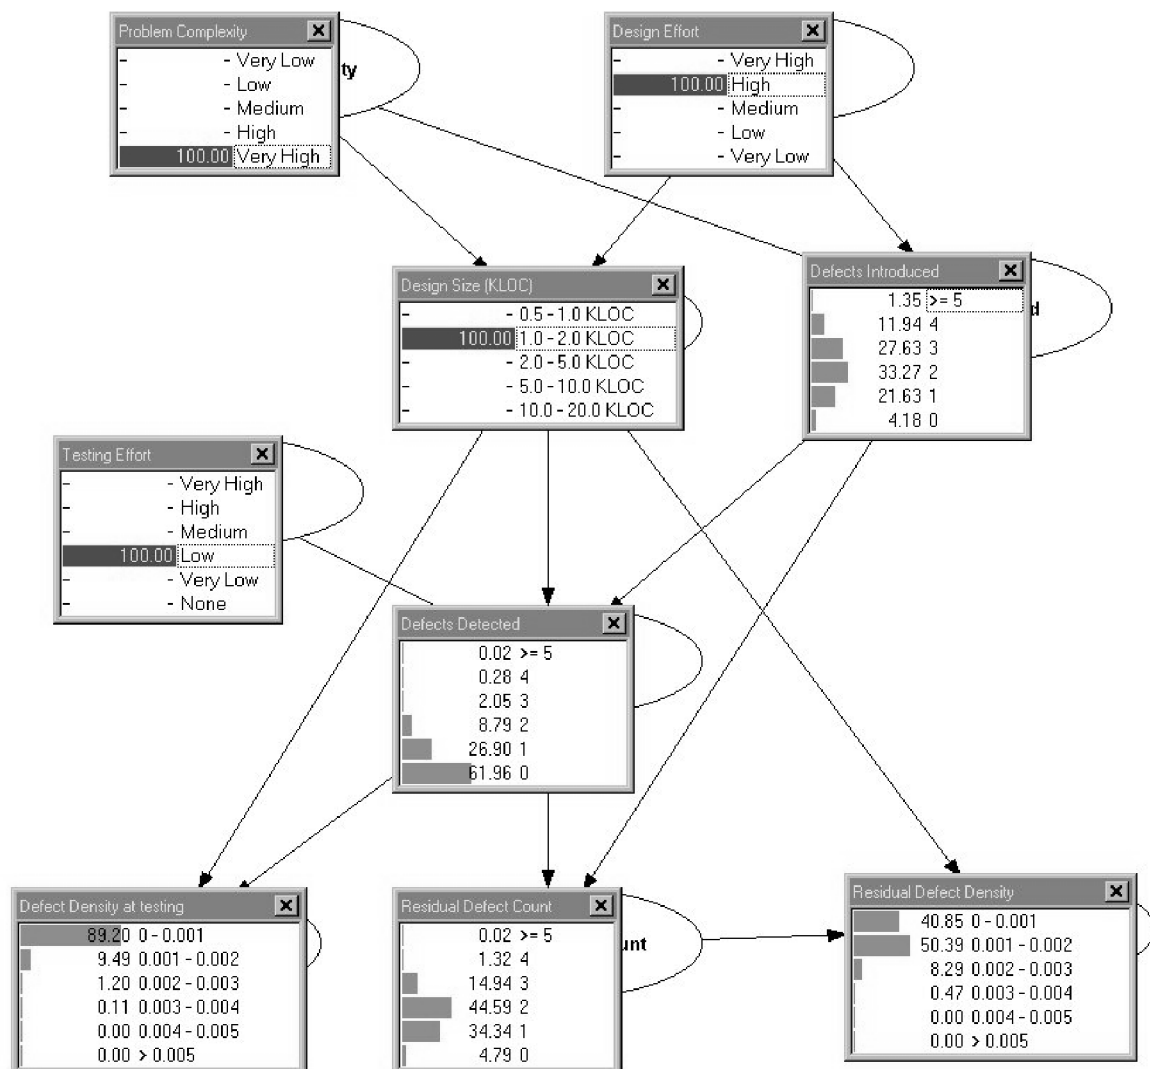 Problem Complexity
- - Very Low
- - Low
- - Medium
- - High
100.00 Very High
ty
Design Effort
- - Very High
100.00 High
- - Medium
- - Low
- - Very Low
Design Size (KLOC)
- - 0.5 - 1.0 KLOC
100.00 1.0 - 2.0 KLOC
- - 2.0 - 5.0 KLOC
- - 5.0 - 10.0 KLOC
- - 10.0 - 20.0 KLOC
Defects Introduced
1.35 >= 5
11.94 4
27.63 3
33.27 2
21.63 1
4.18 0
d
Testing Effort
- - Very High
- - High
- - Medium
100.00 Low
- - Very Low
- - None
Defects Detected
0.02 >= 5
0.28 4
2.05 3
8.79 2
26.90 1
61.96 0
Defect Density at testing
89.20 0 - 0.001
9.49 0.001 - 0.002
1.20 0.002 - 0.003
0.11 0.003 - 0.004
0.00 0.004 - 0.005
0.00 > 0.005
Residual Defect Count
0.02 >= 5
1.32 4
14.94 3
44.59 2
34.34 1
4.79 0
unt
Residual Defect Density
40.85 0 - 0.001
50.39 0.001 - 0.002
8.29 0.002 - 0.003
0.47 0.003 - 0.004
0.00 0.004 - 0.005
0.00 > 0.005